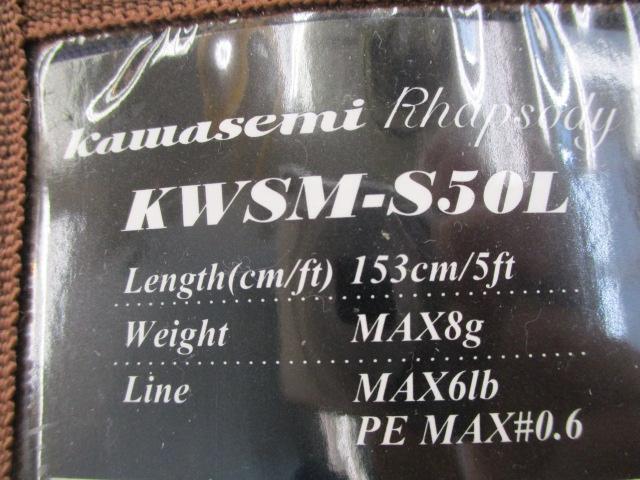 kawasemi Rhapsody
KWSM-S50L
Length(cm/ft) 153cm/5ft
Weight MAX8g
Line MAX6lb
PE MAX#0.6